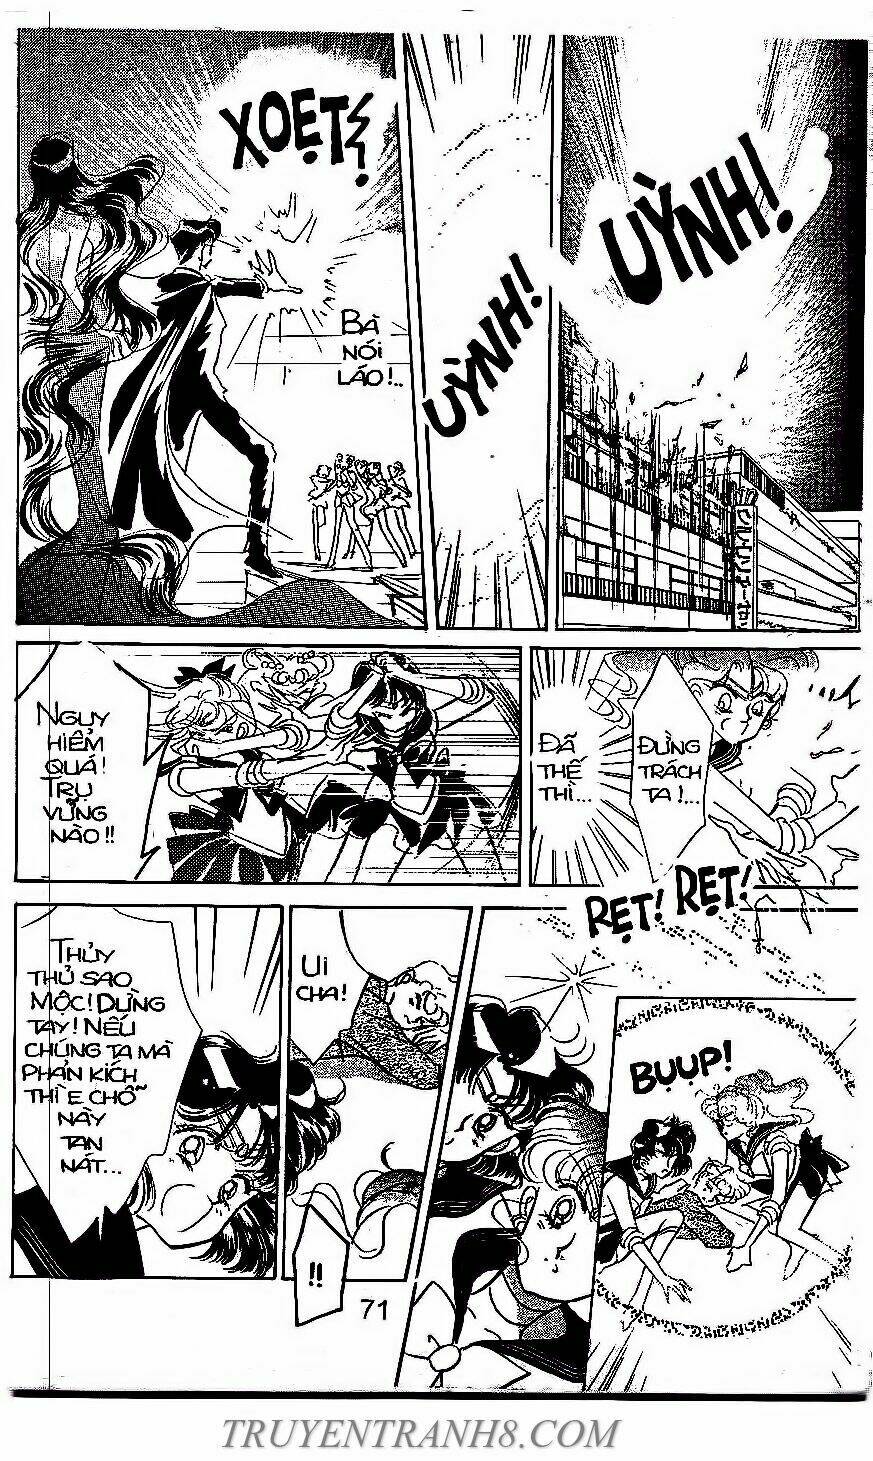 UỲNH!
UỲNH!
XOẸT!
BÀ
NÓI
LÁO!..
ĐỪNG
TRÁCH
TA!...
ĐÃ
THẾ
THÌ...
NGUY
HIỂM
QUÁ!
TRỤ
VỮNG
NÀO!!
RẸT! RẸT!
BỤỤP!
UI
CHA!
!!
THỦY
THỦ SAO
MỘC! DỪNG
TAY! NẾU
CHÚNG TA MÀ
PHẢN KÍCH
THÌ E CHỖ
NÀY
TAN
NÁT...
71
TRUYENTRANH8.COM